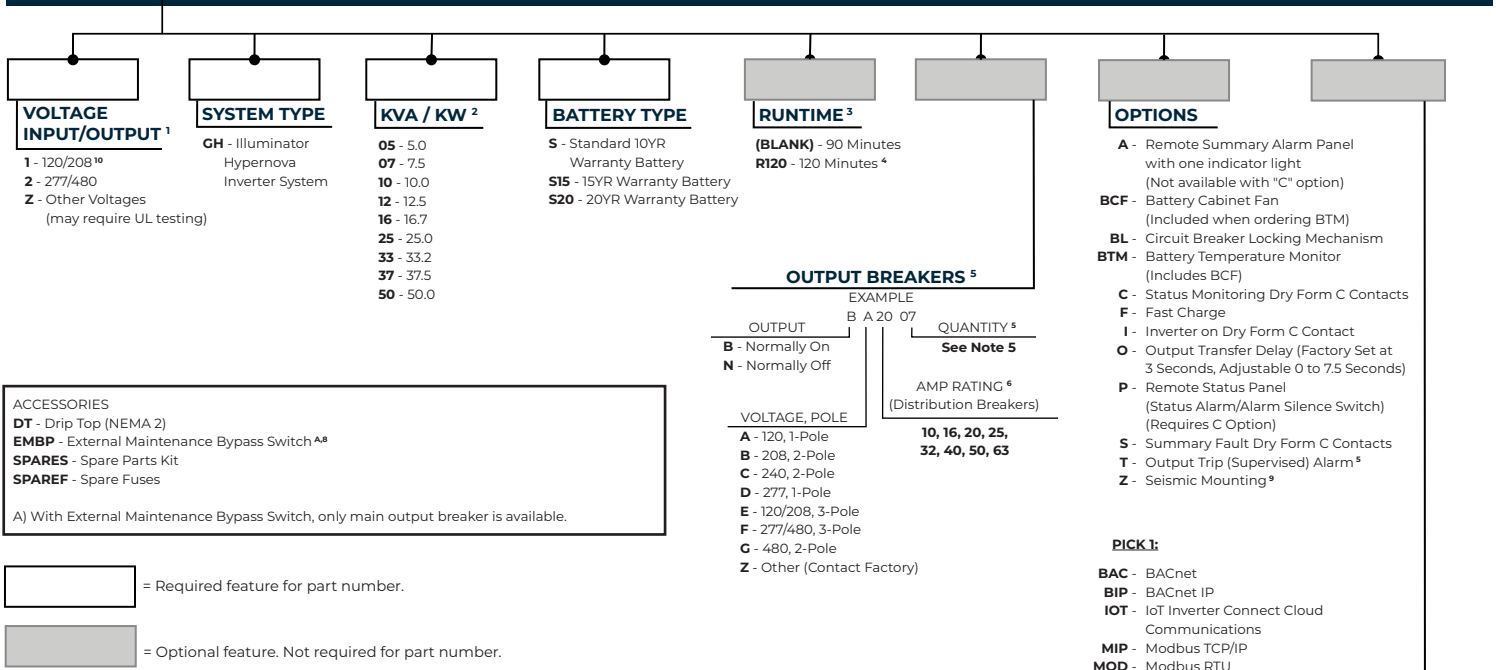 VOLTAGE
INPUT/OUTPUT ¹
1 - 120/208 ¹⁰
2 - 277/480
Z - Other Voltages
(may require UL testing)
SYSTEM TYPE
GH - Illuminator
Hypernova
Inverter System
KVA / KW ²
05 - 5.0
07 - 7.5
10 - 10.0
12 - 12.5
16 - 16.7
25 - 25.0
33 - 33.2
37 - 37.5
50 - 50.0
BATTERY TYPE
S - Standard 10YR
Warranty Battery
S15 - 15YR Warranty Battery
S20 - 20YR Warranty Battery
RUNTIME ³
(BLANK) - 90 Minutes
R120 - 120 Minutes ⁴
OUTPUT BREAKERS ⁵
EXAMPLE
B A 20 07
OUTPUT
B - Normally On
N - Normally Off
QUANTITY ⁵
See Note 5
AMP RATING ⁶
(Distribution Breakers)
10, 16, 20, 25,
32, 40, 50, 63
VOLTAGE, POLE
A - 120, 1-Pole
B - 208, 2-Pole
C - 240, 2-Pole
D - 277, 1-Pole
E - 120/208, 3-Pole
F - 277/480, 3-Pole
G - 480, 2-Pole
Z - Other (Contact Factory)
OPTIONS
A - Remote Summary Alarm Panel
with one indicator light
(Not available with "C" option)
BCF - Battery Cabinet Fan
(Included when ordering BTM)
BL - Circuit Breaker Locking Mechanism
BTM - Battery Temperature Monitor
(Includes BCF)
C - Status Monitoring Dry Form C Contacts
F - Fast Charge
I - Inverter on Dry Form C Contact
O - Output Transfer Delay (Factory Set at
3 Seconds, Adjustable 0 to 7.5 Seconds)
P - Remote Status Panel
(Status Alarm/Alarm Silence Switch)
(Requires C Option)
S - Summary Fault Dry Form C Contacts
T - Output Trip (Supervised) Alarm ⁵
Z - Seismic Mounting ⁹
PICK 1:
BAC - BACnet
BIP - BACnet IP
IOT - IoT Inverter Connect Cloud
Communications
MIP - Modbus TCP/IP
MOD - Modbus RTU
ACCESSORIES
DT - Drip Top (NEMA 2)
EMBP - External Maintenance Bypass Switch ᴬ,⁸
SPARES - Spare Parts Kit
SPAREF - Spare Fuses
A) With External Maintenance Bypass Switch, only main output breaker is available.
= Required feature for part number.
= Optional feature. Not required for part number.